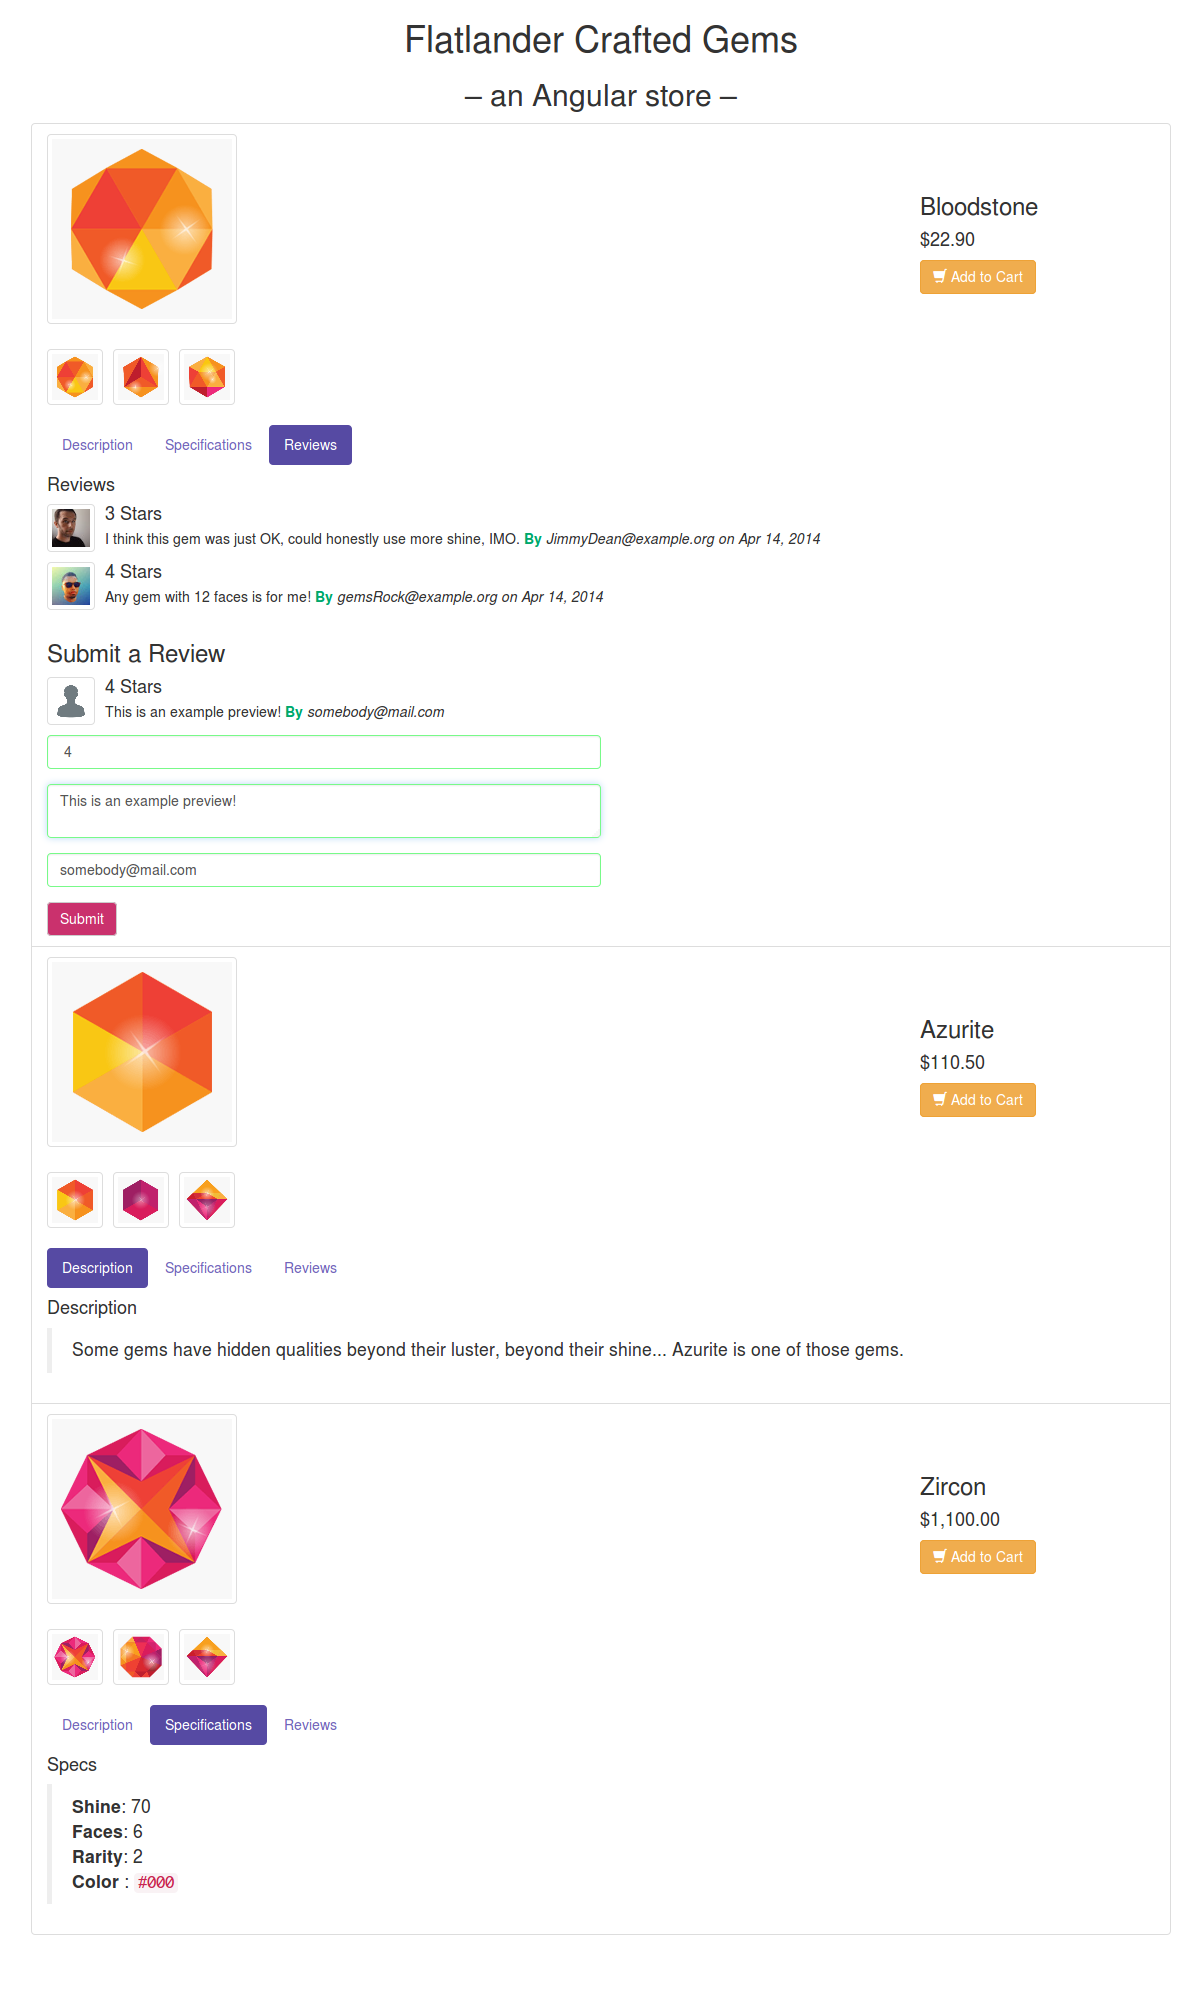 Flatlander Crafted Gems
– an Angular store –
Bloodstone
$22.90
Add to Cart
Description Specifications Reviews
Reviews
3 Stars
I think this gem was just OK, could honestly use more shine, IMO. By JimmyDean@example.org on Apr 14, 2014
4 Stars
Any gem with 12 faces is for me! By gemsRock@example.org on Apr 14, 2014
Submit a Review
4 Stars
This is an example preview! By somebody@mail.com
4
This is an example preview!
somebody@mail.com
Submit
Azurite
$110.50
Add to Cart
Description Specifications Reviews
Description
Some gems have hidden qualities beyond their luster, beyond their shine... Azurite is one of those gems.
Zircon
$1,100.00
Add to Cart
Description Specifications Reviews
Specs
Shine: 70
Faces: 6
Rarity: 2
Color : #000